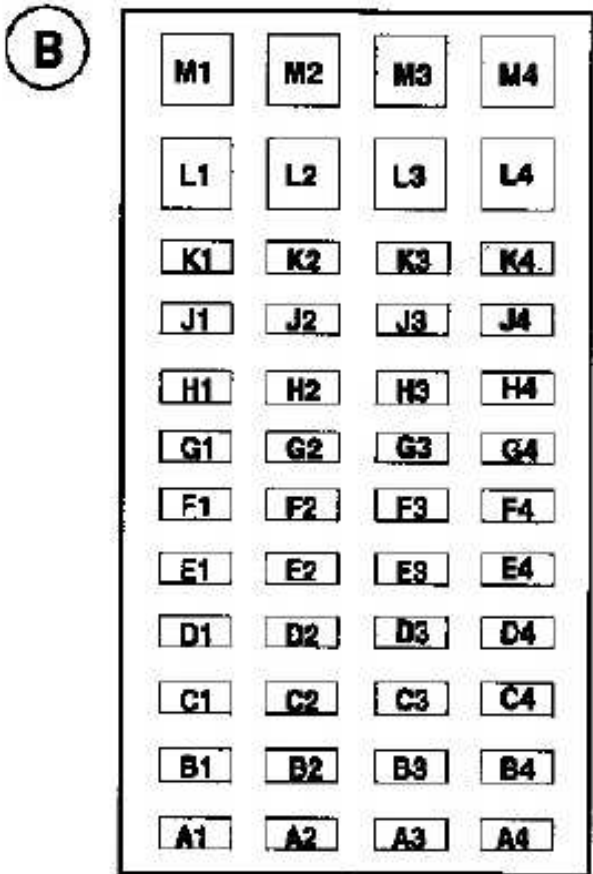 B
M1 M2 M3 M4
L1 L2 L3 L4
K1 K2 K3 K4
J1 J2 J3 J4
H1 H2 H3 H4
G1 G2 G3 G4
F1 F2 F3 F4
E1 E2 E3 E4
D1 D2 D3 D4
C1 C2 C3 C4
B1 B2 B3 B4
A1 A2 A3 A4